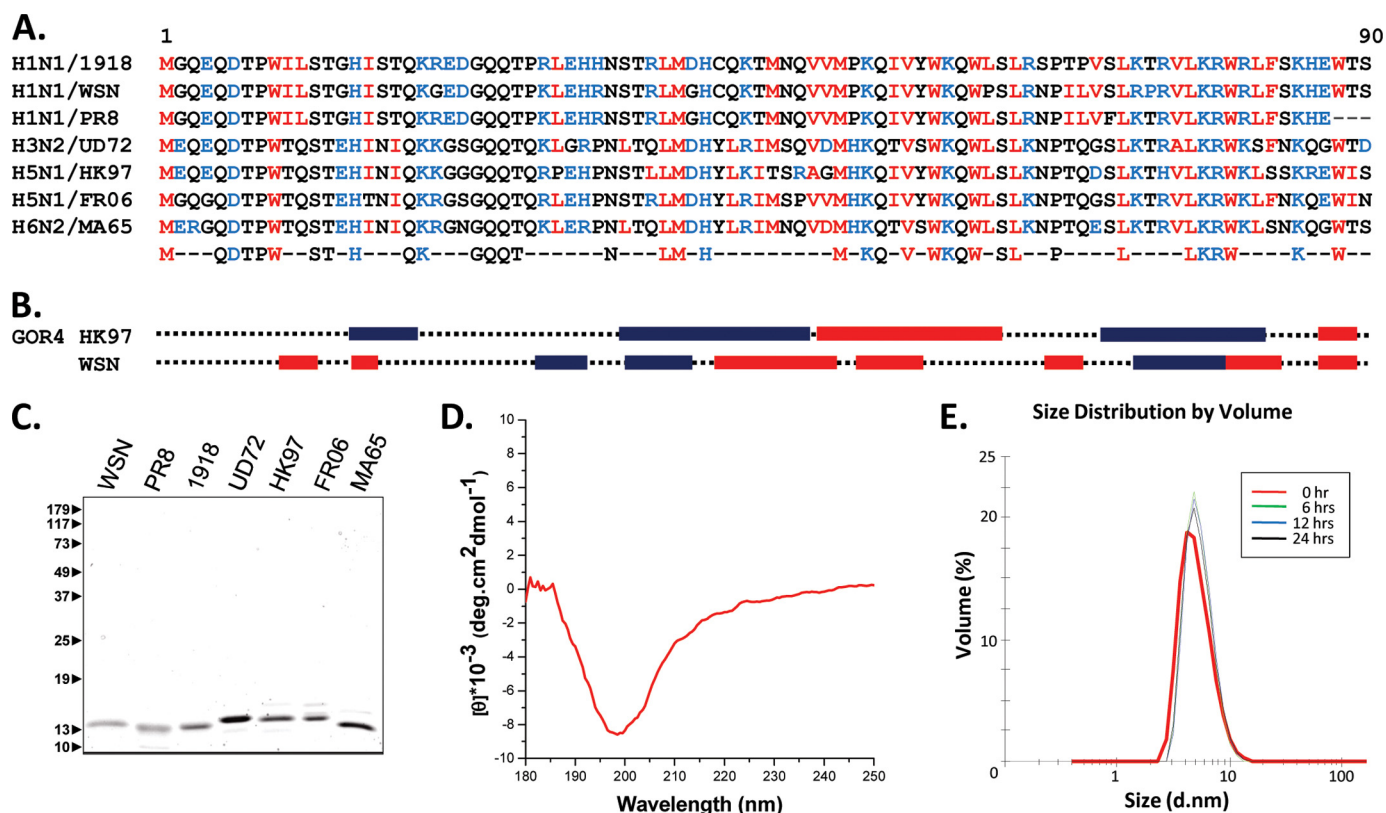 A.
1 90
H1N1/1918 MGQEQDTPWILSTGHISTQKREDGQQTPRLEHHNSTRLMDHCQKTMNQVVMPKQIVYWKQWLSLRSPTPVSLKTRVLKRWRLFSKHEWTS
H1N1/WSN MGQEQDTPWILSTGHISTQKGEDGQQTPKLEHRNSTRLMGHCQKTMNQVVMPKQIVYWKQWPSLRNPILVSLRPRVLKRWRLFSKHEWTS
H1N1/PR8 MGQEQDTPWILSTGHISTQKREDGQQTPKLEHRNSTRLMGHCQKTMNQVVMPKQIVYWKQWLSLRNPILVFLKTRVLKRWRLFSKHE---
H3N2/UD72 MEQEQDTPWTQSTEHINIQKKGSGQQTQKLGRPNLTQLMDHYLRIMSQVDMHKQTVSWKQWLSLKNPTQGSLKTRALKRWKSFNKQGWTD
H5N1/HK97 MEQEQDTPWTQSTEHINIQKKGGGQQTQRPEHPNSTLLMDHYLKITSRAGMHKQIVYWKQWLSLKNPTQDSLKTHVLKRWKLSSKREWIS
H5N1/FR06 MGQGQDTPWTQSTEHTNIQKRGSGQQTQRLEHPNSTRLMDHYLRIMSPVVMHKQIVYWKQWLSLKNPTQGSLKTRVLKRWKLFNKQEWIN
H6N2/MA65 MERGQDTPWTQSTEHINIQKRGNGQQTQKLERPNLTQLMDHYLRIMNQVDMHKQTVSWKQWLSLKNPTQESLKTRVLKRWKLSNKQGWTS
M---QDTPW--ST-H---QK---GQQT------N---LM-H---------M-KQ-V-WKQW-SL--P----L----LKRW----K--W--
B.
GOR4 HK97
WSN
C.
WSN PR8 1918 UD72 HK97 FR06 MA65
179
117
73
49
37
25
19
13
10
D.
[θ]*10⁻³ (deg.cm²dmol⁻¹)
10
8
6
4
2
0
-2
-4
-6
-8
-10
180 190 200 210 220 230 240 250
Wavelength (nm)
E. Size Distribution by Volume
Volume (%)
25
20
10
0
0 hr
6 hrs
12 hrs
24 hrs
1 10 100
Size (d.nm)